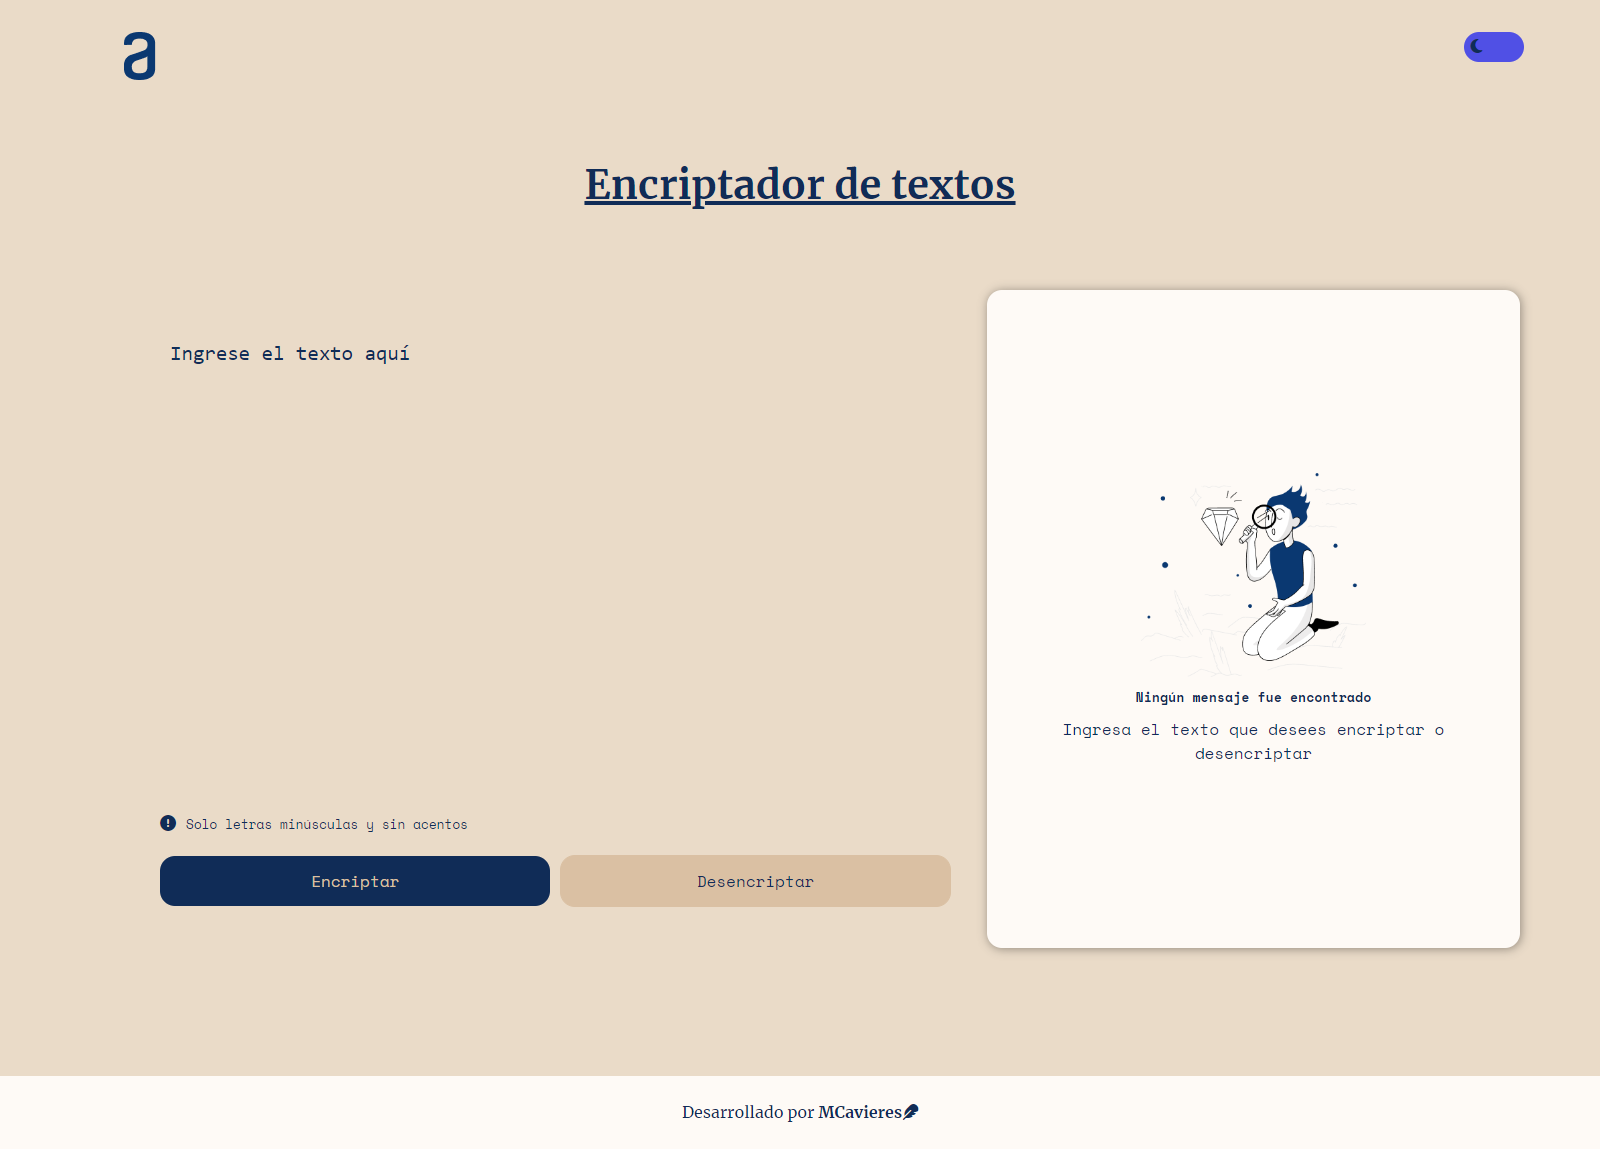 a
Encriptador de textos
Ingrese el texto aquí
Solo letras minúsculas y sin acentos
Encriptar
Desencriptar
Ningún mensaje fue encontrado
Ingresa el texto que desees encriptar o
desencriptar
Desarrollado por MCavieres